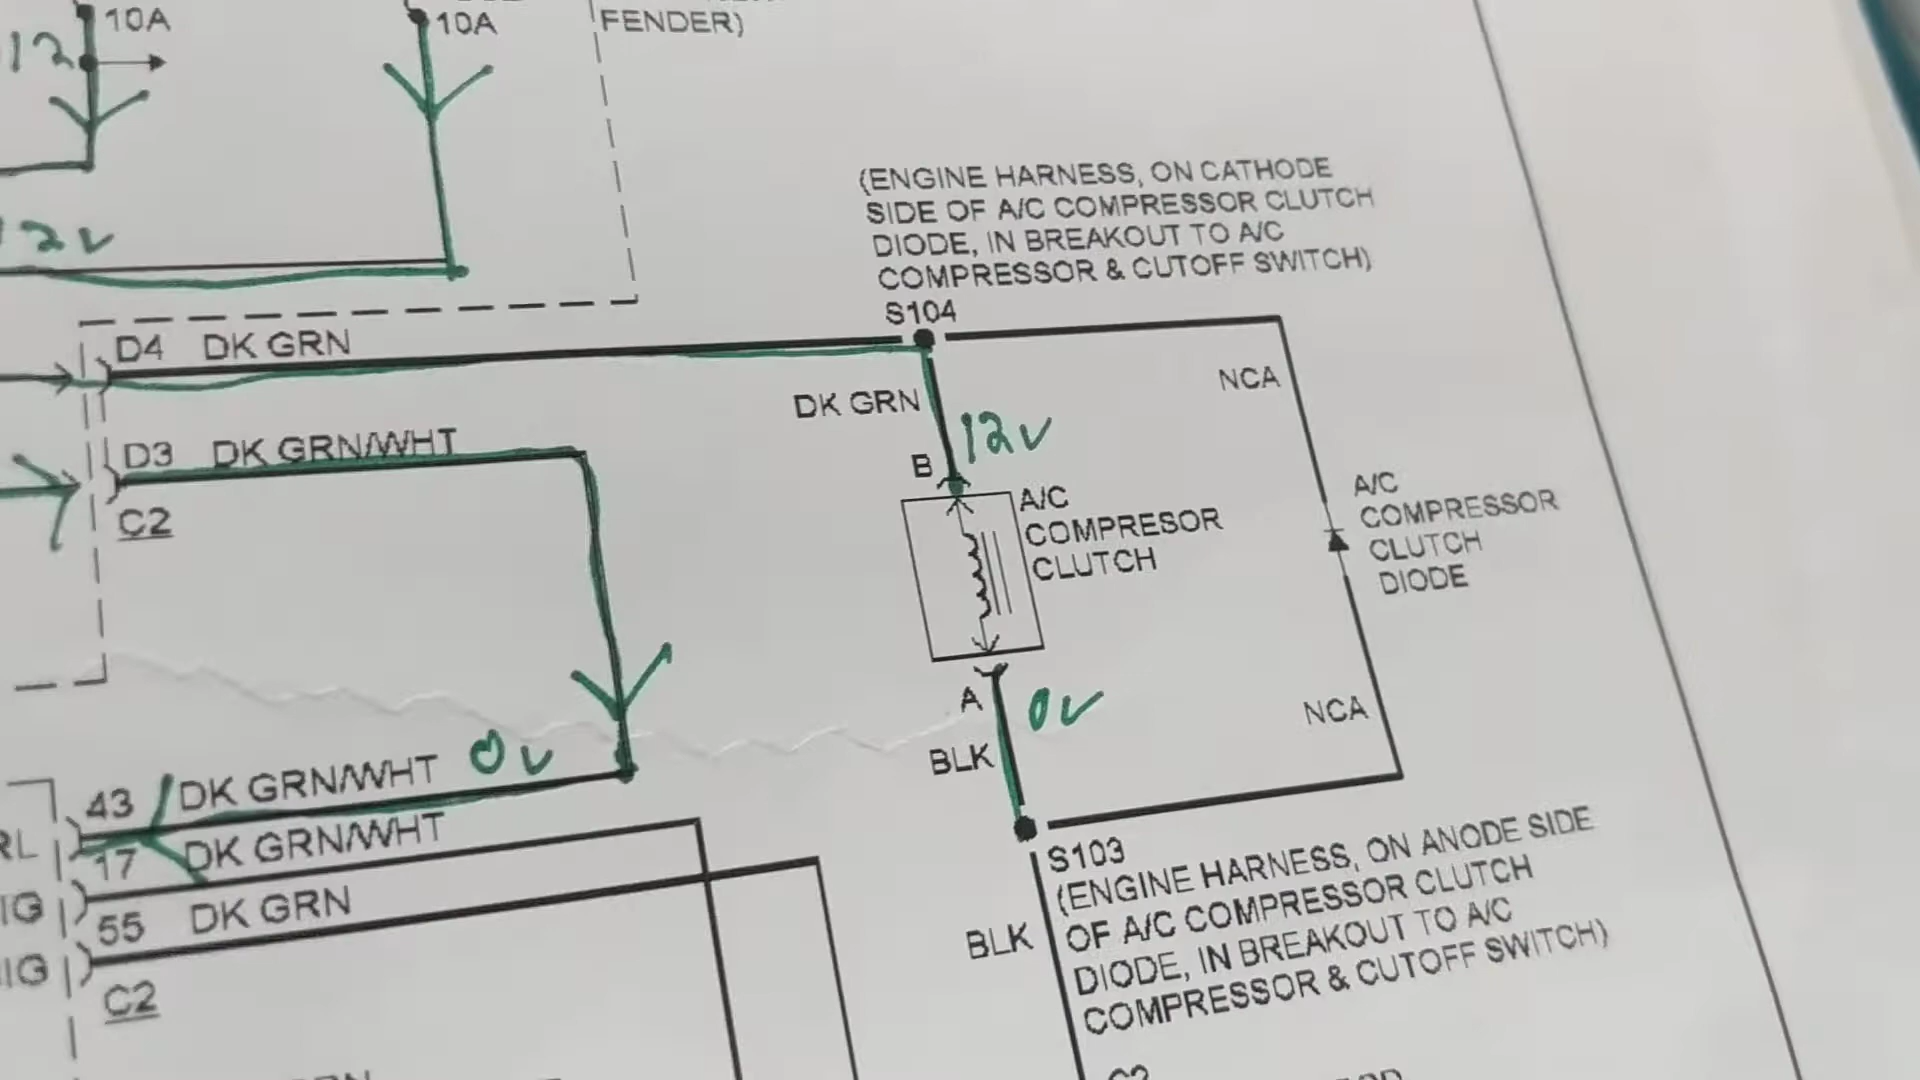 10A
10A
FENDER)
12
12V
(ENGINE HARNESS, ON CATHODE
SIDE OF A/C COMPRESSOR CLUTCH
DIODE, IN BREAKOUT TO A/C
COMPRESSOR & CUTOFF SWITCH)
S104
D4 DK GRN
NCA
DK GRN
12V
B
D3 DK GRN/WHT
C2
A/C
COMPRESOR
CLUTCH
A/C
COMPRESSOR
CLUTCH
DIODE
A
0V
BLK
NCA
0V
43 DK GRN/WHT
RL
17 DK GRN/WHT
IG
55 DK GRN
IG
C2
S103
(ENGINE HARNESS, ON ANODE SIDE
OF A/C COMPRESSOR CLUTCH
DIODE, IN BREAKOUT TO A/C
COMPRESSOR & CUTOFF SWITCH)
BLK